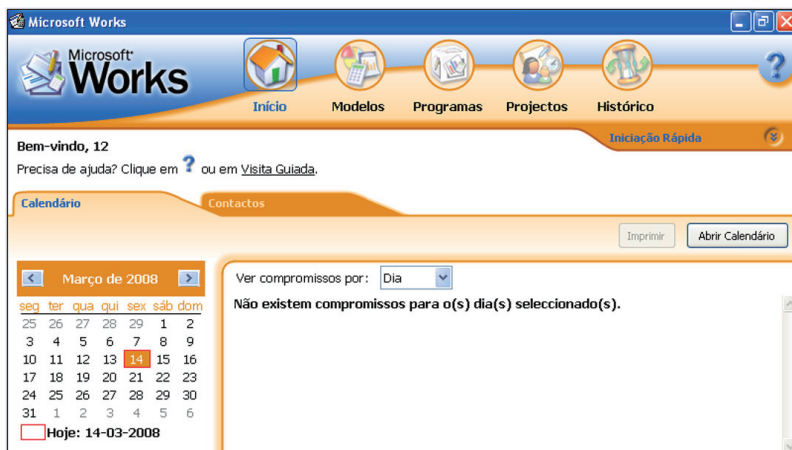 Microsoft Works
Microsoft®
Works
Início Modelos Programas Projectos Histórico
?
Iniciação Rápida
Bem-vindo, 12
Precisa de ajuda? Clique em ? ou em Visita Guiada.
Calendário Contactos
Imprimir Abrir Calendário
Março de 2008
seg ter qua qui sex sáb dom
25 26 27 28 29 1 2
3 4 5 6 7 8 9
10 11 12 13 14 15 16
17 18 19 20 21 22 23
24 25 26 27 28 29 30
31 1 2 3 4 5 6
Hoje: 14-03-2008
Ver compromissos por: Dia
Não existem compromissos para o(s) dia(s) seleccionado(s).